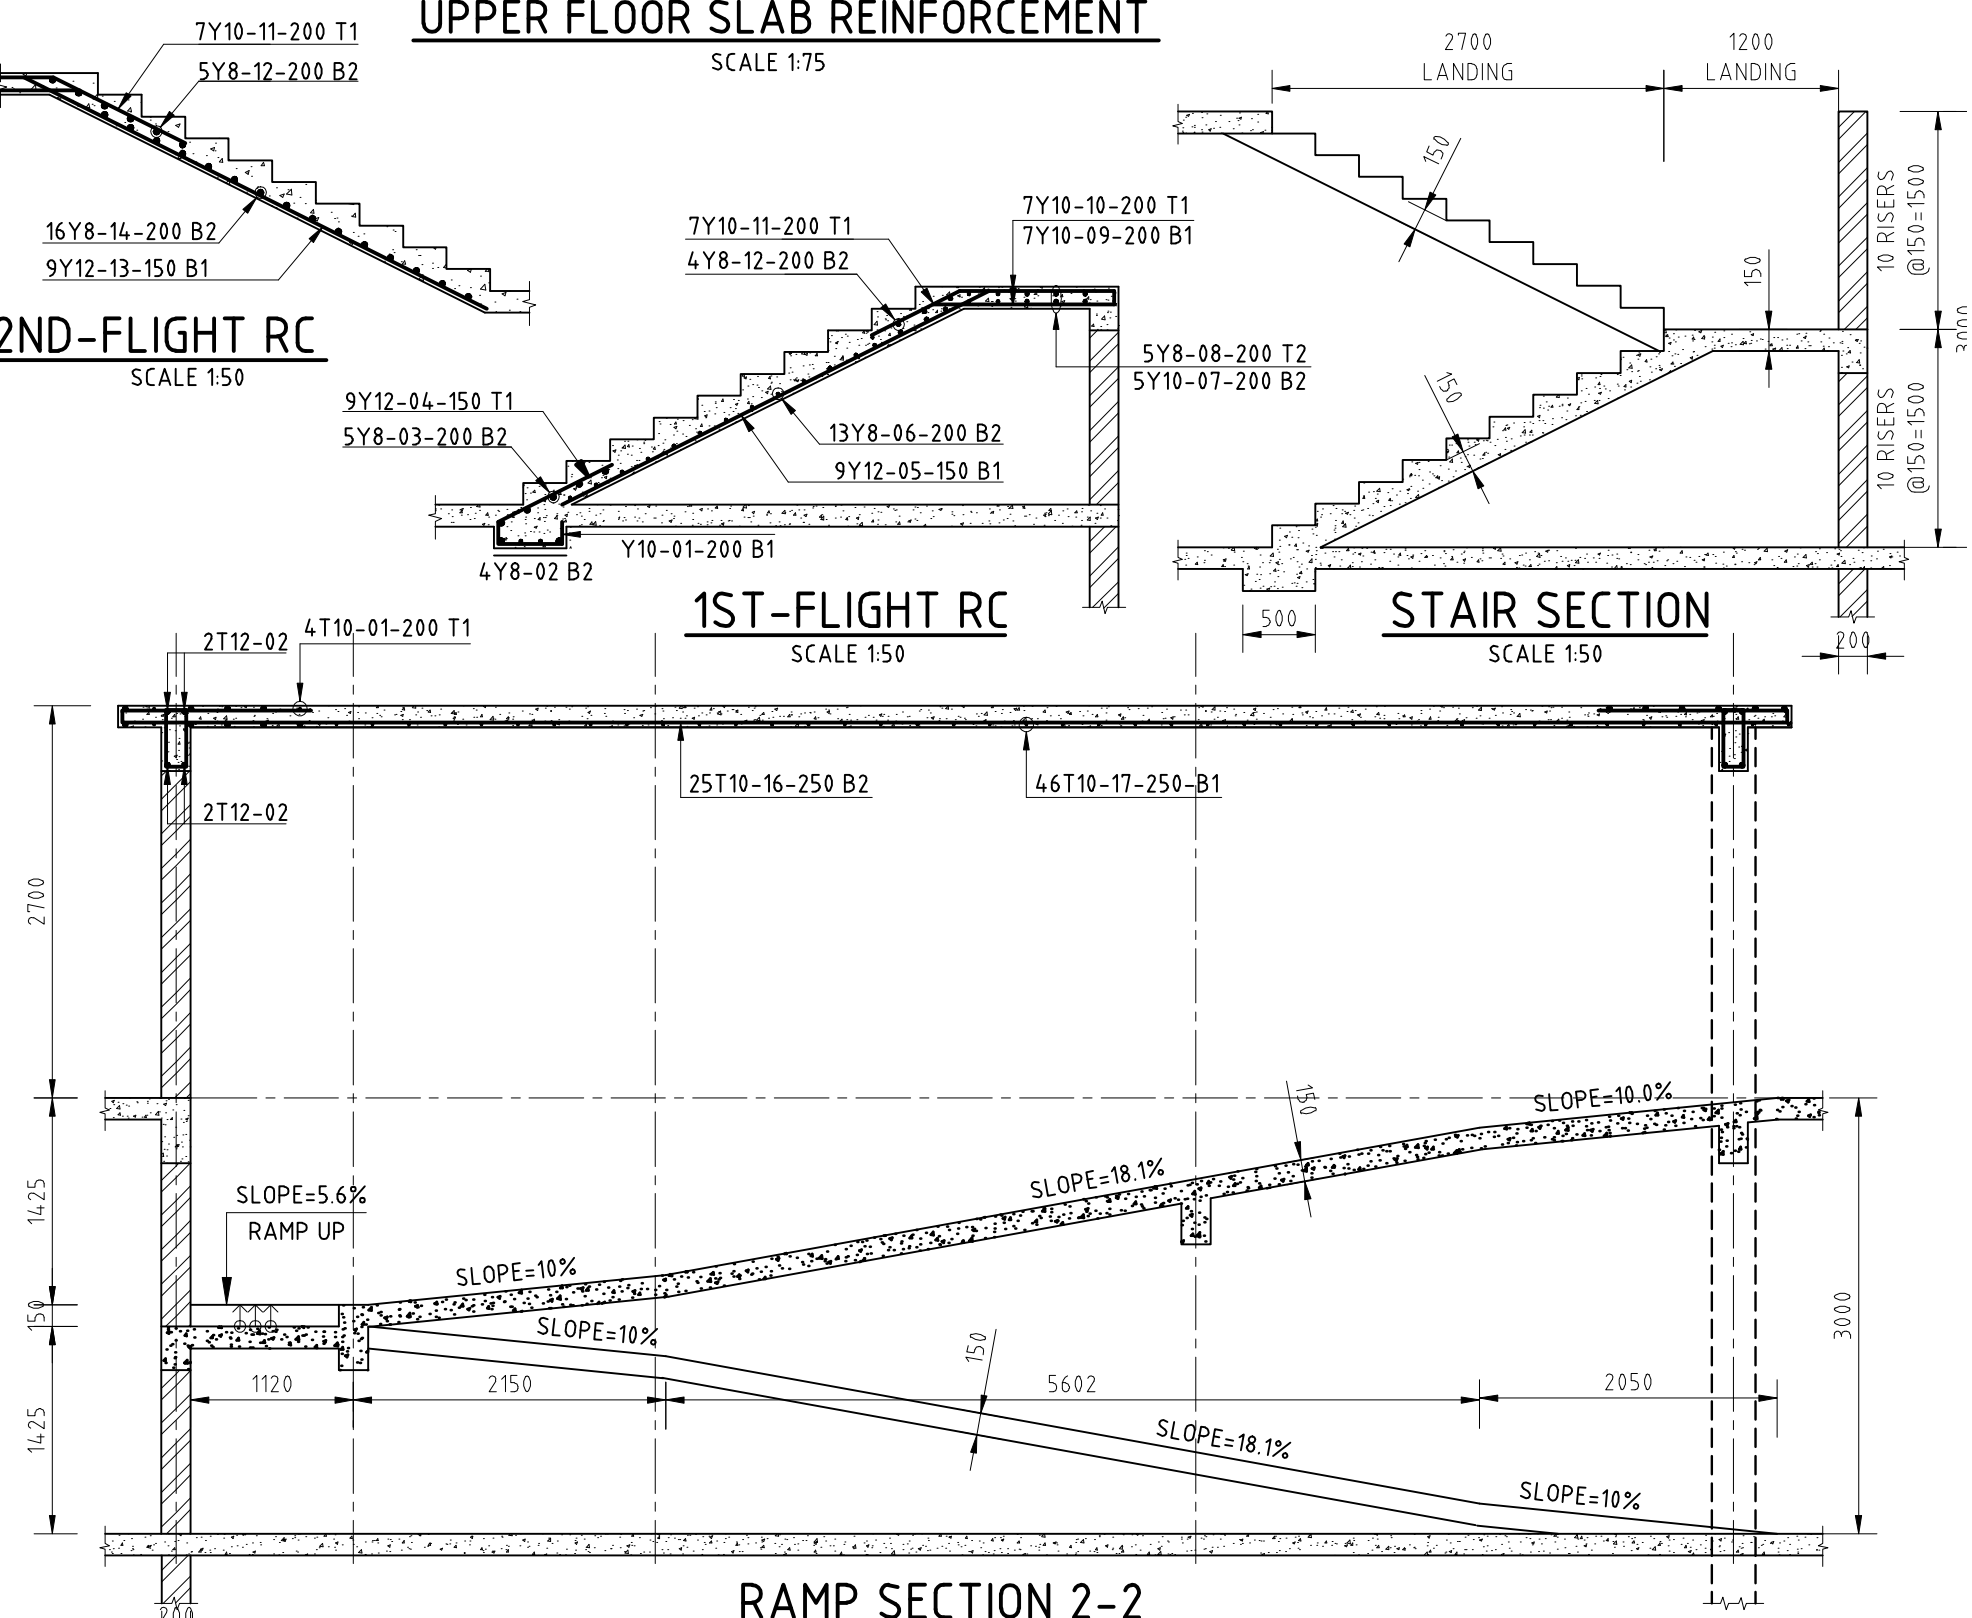 UPPER FLOOR SLAB REINFORCEMENT
SCALE 1:75
7Y10-11-200 T1
5Y8-12-200 B2
16Y8-14-200 B2
9Y12-13-150 B1
2ND-FLIGHT RC
SCALE 1:50
7Y10-11-200 T1
4Y8-12-200 B2
7Y10-10-200 T1
7Y10-09-200 B1
5Y8-08-200 T2
5Y10-07-200 B2
9Y12-04-150 T1
5Y8-03-200 B2
13Y8-06-200 B2
9Y12-05-150 B1
Y10-01-200 B1
4Y8-02 B2
1ST-FLIGHT RC
SCALE 1:50
2700
LANDING
1200
LANDING
150
150
150
10 RISERS
@150=1500
10 RISERS
@150=1500
3000
500
200
STAIR SECTION
SCALE 1:50
2T12-02
4T10-01-200 T1
2T12-02
25T10-16-250 B2
46T10-17-250-B1
2700
1425
150
1425
SLOPE=5.6%
RAMP UP
SLOPE=10%
SLOPE=18.1%
150
SLOPE=10.0%
SLOPE=10%
150
SLOPE=18.1%
SLOPE=10%
1120
2150
5602
2050
3000
200
RAMP SECTION 2-2